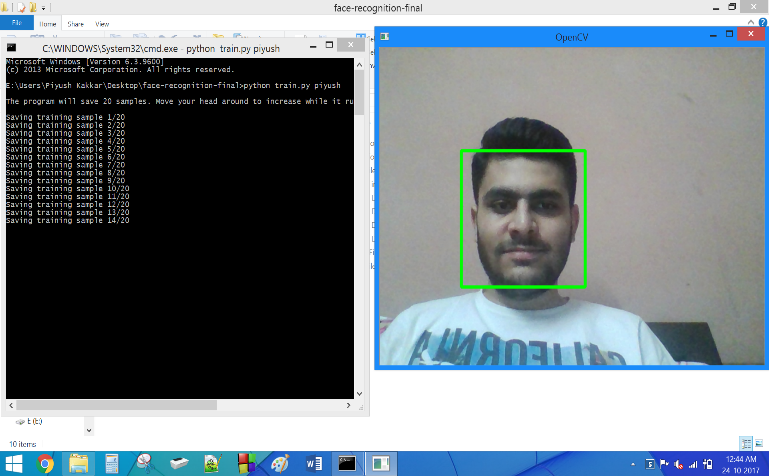 face-recognition-final
File Home Share View
C:\WINDOWS\System32\cmd.exe - python train.py piyush
OpenCV
Microsoft Windows [Version 6.3.9600]
(c) 2013 Microsoft Corporation. All rights reserved.
E:\Users\Piyush Kakkar\Desktop\face-recognition-final>python train.py piyush
The program will save 20 samples. Move your head around to increase while it ru
Saving training sample 1/20
Saving training sample 2/20
Saving training sample 3/20
Saving training sample 4/20
Saving training sample 5/20
Saving training sample 6/20
Saving training sample 7/20
Saving training sample 8/20
Saving training sample 9/20
Saving training sample 10/20
Saving training sample 11/20
Saving training sample 12/20
Saving training sample 13/20
Saving training sample 14/20
CALIFORNIA
E (E:)
10 items
12:44 AM
24-10-2017